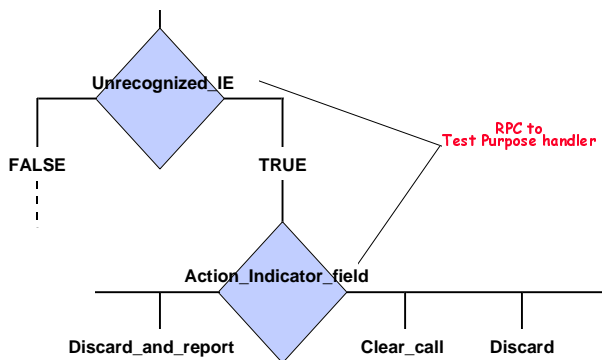 Unrecognized_IE
RPC to
Test Purpose handler
FALSE
TRUE
Action_Indicator_field
Discard_and_report
Clear_call
Discard